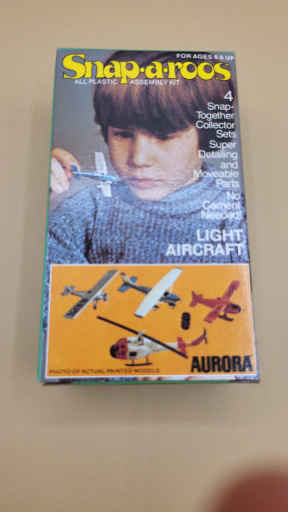 FOR AGES 6 & UP
Snap·a·roos
ALL PLASTIC ASSEMBLY KIT
4
Snap-
Together
Collector
Sets
Super
Detailing
and
Moveable
Parts
No
Cement
Needed!
LIGHT
AIRCRAFT
AURORA
PHOTO OF ACTUAL PAINTED MODELS